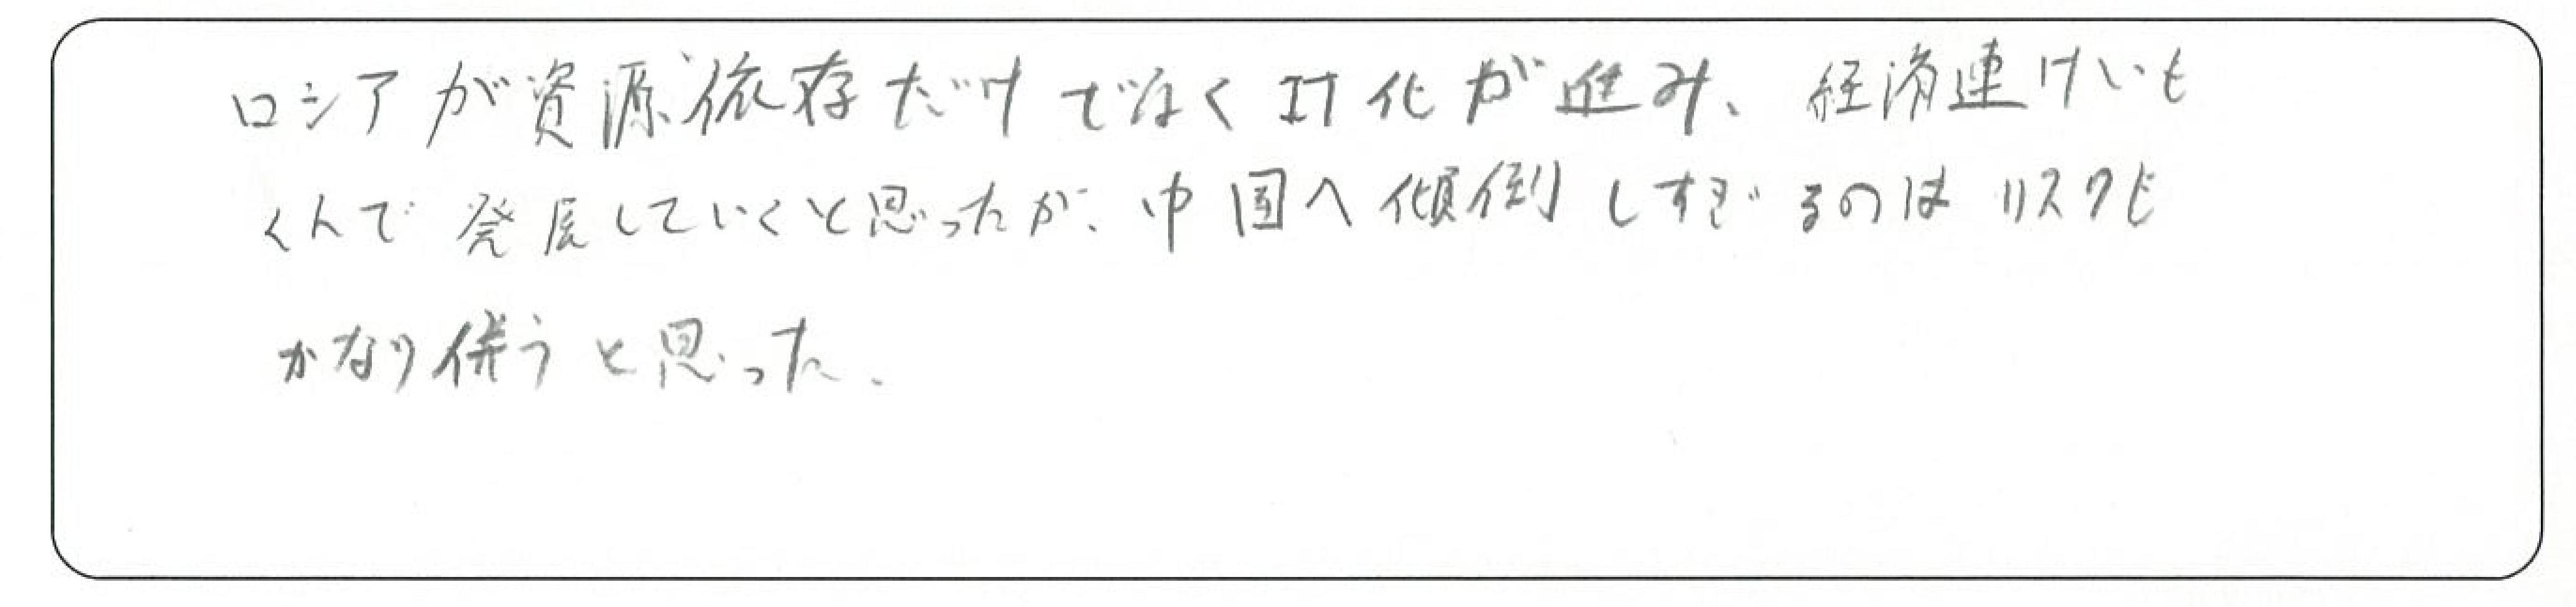 ロシアが資源依存だけでなくIT化が進み、経済連けいも
くんで発展していくと思ったが、中国へ傾倒しすぎるのはリスクも
かなり併うと思った。